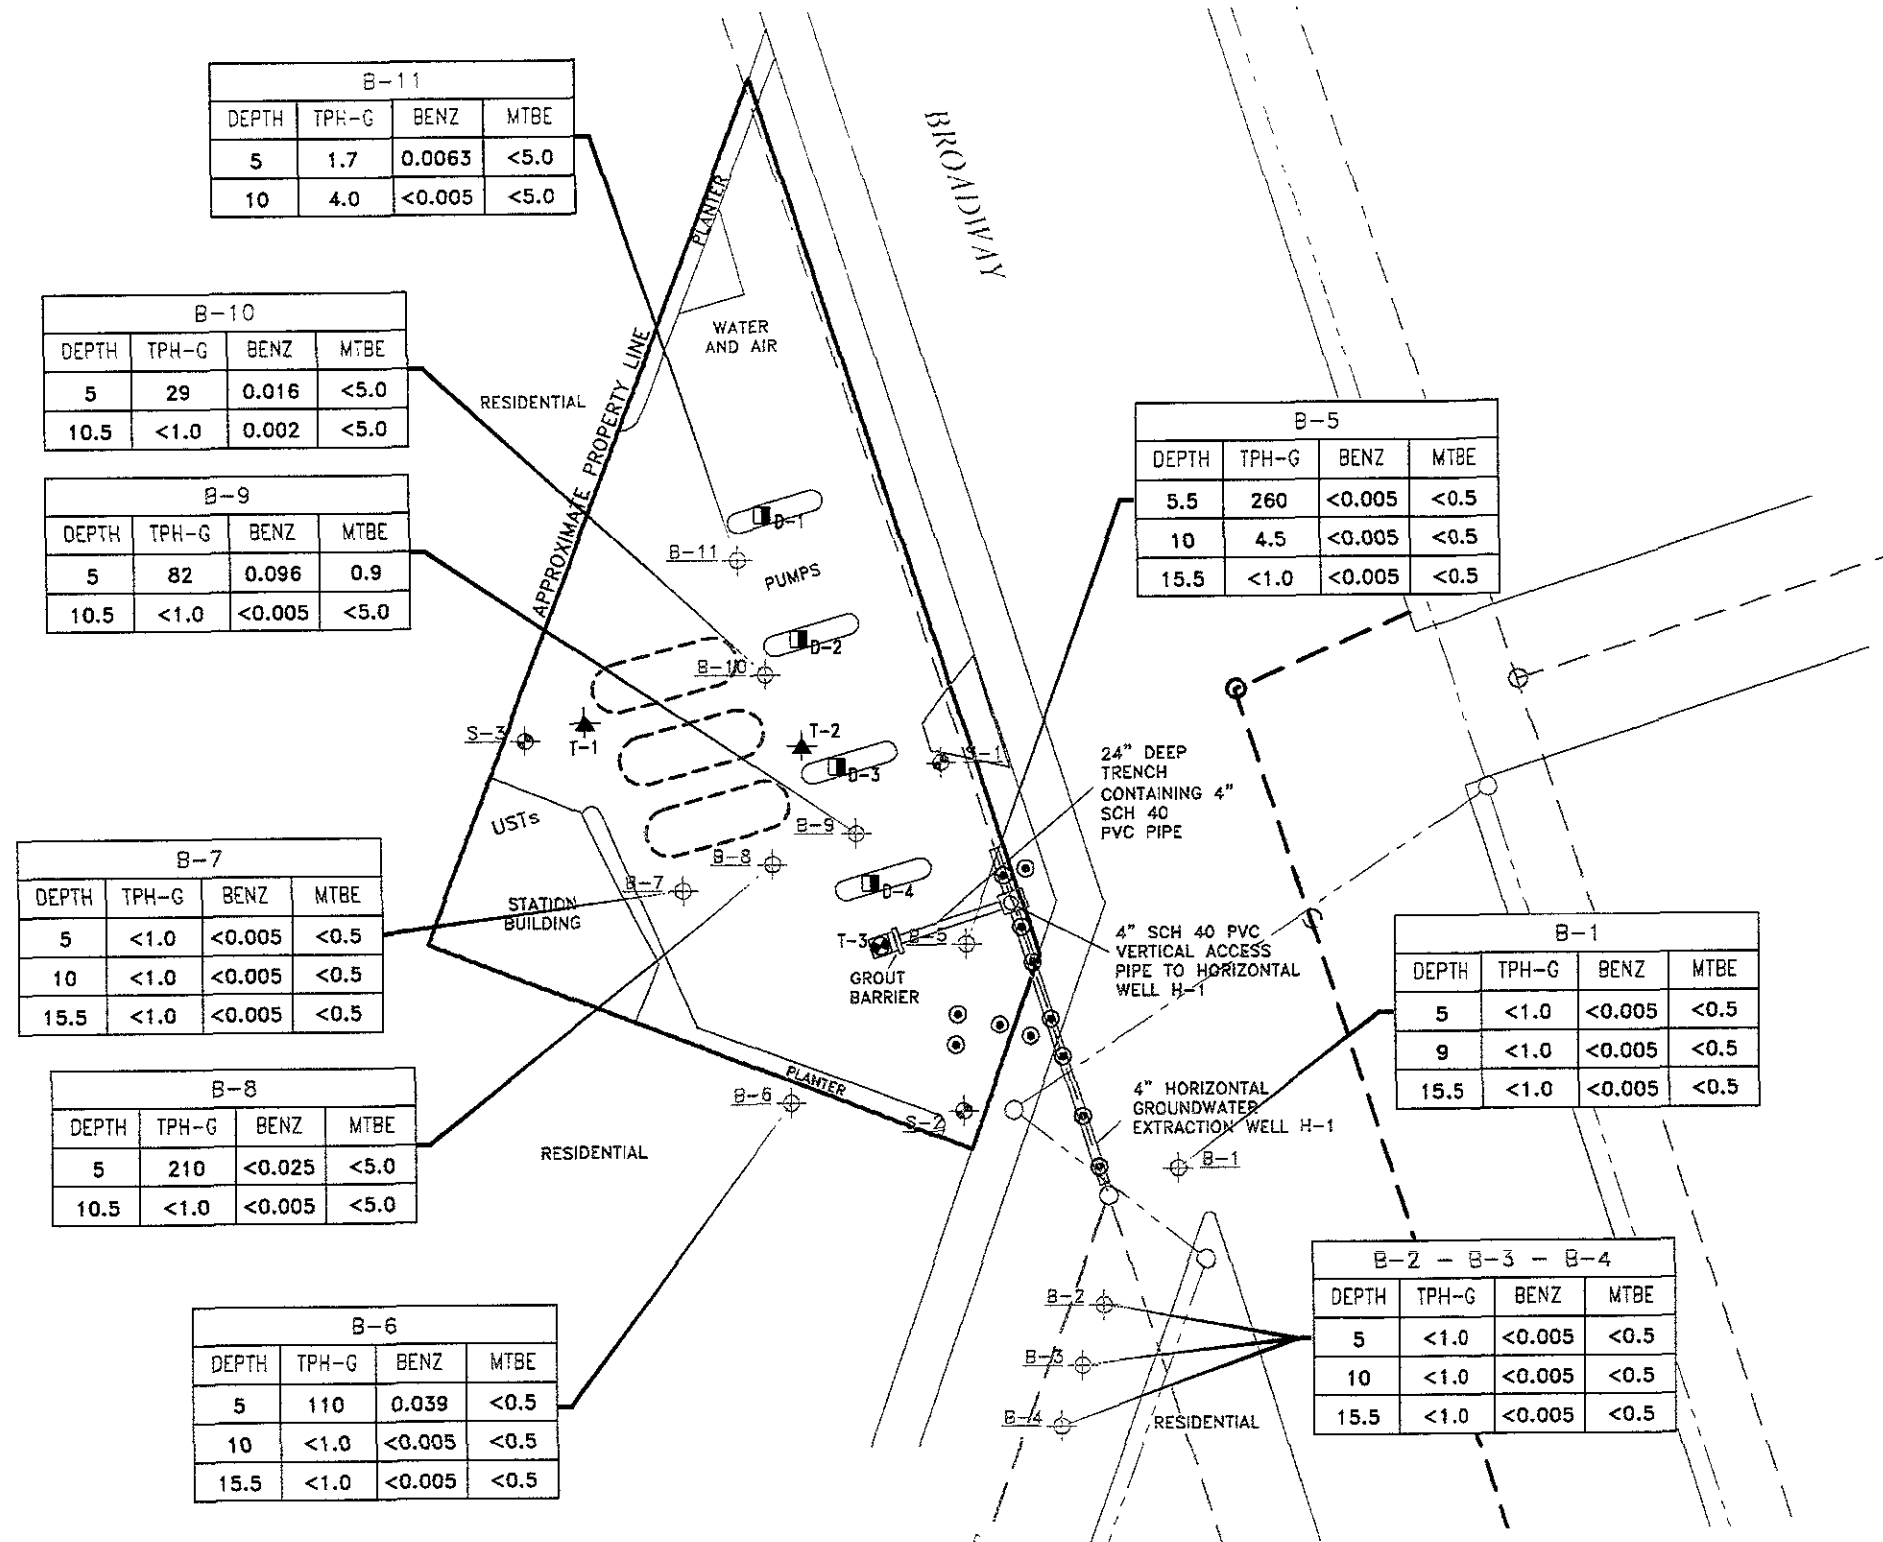 B-11
DEPTH TPH-G BENZ MTBE
5 1.7 0.0063 <5.0
10 4.0 <0.005 <5.0
BROADWAY
PLANTER
WATER
AND AIR
B-10
DEPTH TPH-G BENZ MTBE
5 29 0.016 <5.0
10.5 <1.0 0.002 <5.0
RESIDENTIAL
APPROXIMATE PROPERTY LINE
B-9
DEPTH TPH-G BENZ MTBE
5 82 0.096 0.9
10.5 <1.0 <0.005 <5.0
B-5
DEPTH TPH-G BENZ MTBE
5.5 260 <0.005 <0.5
10 4.5 <0.005 <0.5
15.5 <1.0 <0.005 <0.5
D-1
B-11
PUMPS
D-2
B-10
S-3
T-1
T-2
D-3
S-1
24" DEEP
TRENCH
CONTAINING 4"
SCH 40
PVC PIPE
USTs
B-9
B-8
B-7
D-4
B-7
DEPTH TPH-G BENZ MTBE
5 <1.0 <0.005 <0.5
10 <1.0 <0.005 <0.5
15.5 <1.0 <0.005 <0.5
STATION
BUILDING
T-3
B-5
GROUT
BARRIER
4" SCH 40 PVC
VERTICAL ACCESS
PIPE TO HORIZONTAL
WELL H-1
B-1
DEPTH TPH-G BENZ MTBE
5 <1.0 <0.005 <0.5
9 <1.0 <0.005 <0.5
15.5 <1.0 <0.005 <0.5
B-8
DEPTH TPH-G BENZ MTBE
5 210 <0.025 <5.0
10.5 <1.0 <0.005 <5.0
PLANTER
B-6
S-2
RESIDENTIAL
4" HORIZONTAL
GROUNDWATER
EXTRACTION WELL H-1
B-1
B-2 - B-3 - B-4
DEPTH TPH-G BENZ MTBE
5 <1.0 <0.005 <0.5
10 <1.0 <0.005 <0.5
15.5 <1.0 <0.005 <0.5
B-2
B-3
B-4
RESIDENTIAL
B-6
DEPTH TPH-G BENZ MTBE
5 110 0.039 <0.5
10 <1.0 <0.005 <0.5
15.5 <1.0 <0.005 <0.5